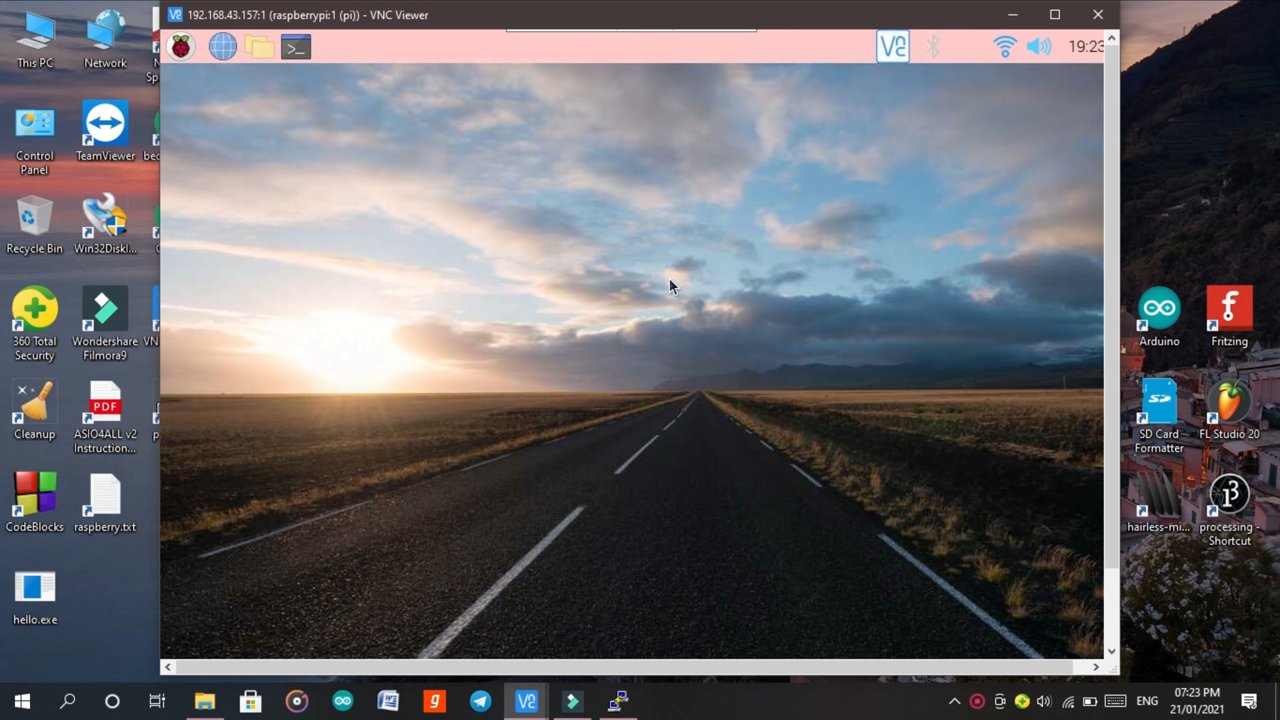 192.168.43.157:1 (raspberrypi:1 (pi)) - VNC Viewer
19:23
This PC
Network
Control
Panel
TeamViewer
Recycle Bin
Win32DiskI...
360 Total
Security
Wondershare
Filmora9
VN
Cleanup
ASIO4ALL v2
Instruction...
PDF
CodeBlocks
raspberry.txt
hello.exe
Arduino
Fritzing
SD Card
Formatter
FL Studio 20
hairless-mi...
processing -
Shortcut
ENG
07:23 PM
21/01/2021